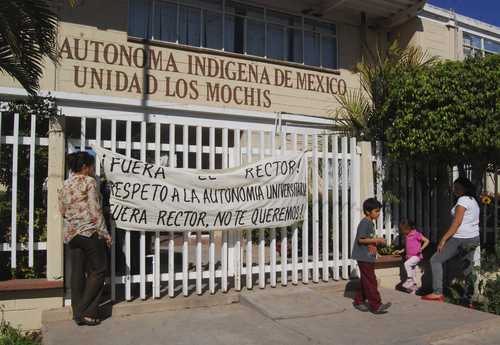 AUTONOMA INDIGENA DE MEXICO
UNIDAD LOS MOCHIS
¡FUERA EL RECTOR!
RESPETO A LA AUTONOMIA UNIVERSITARIA
FUERA RECTOR, NO TE QUEREMOS!